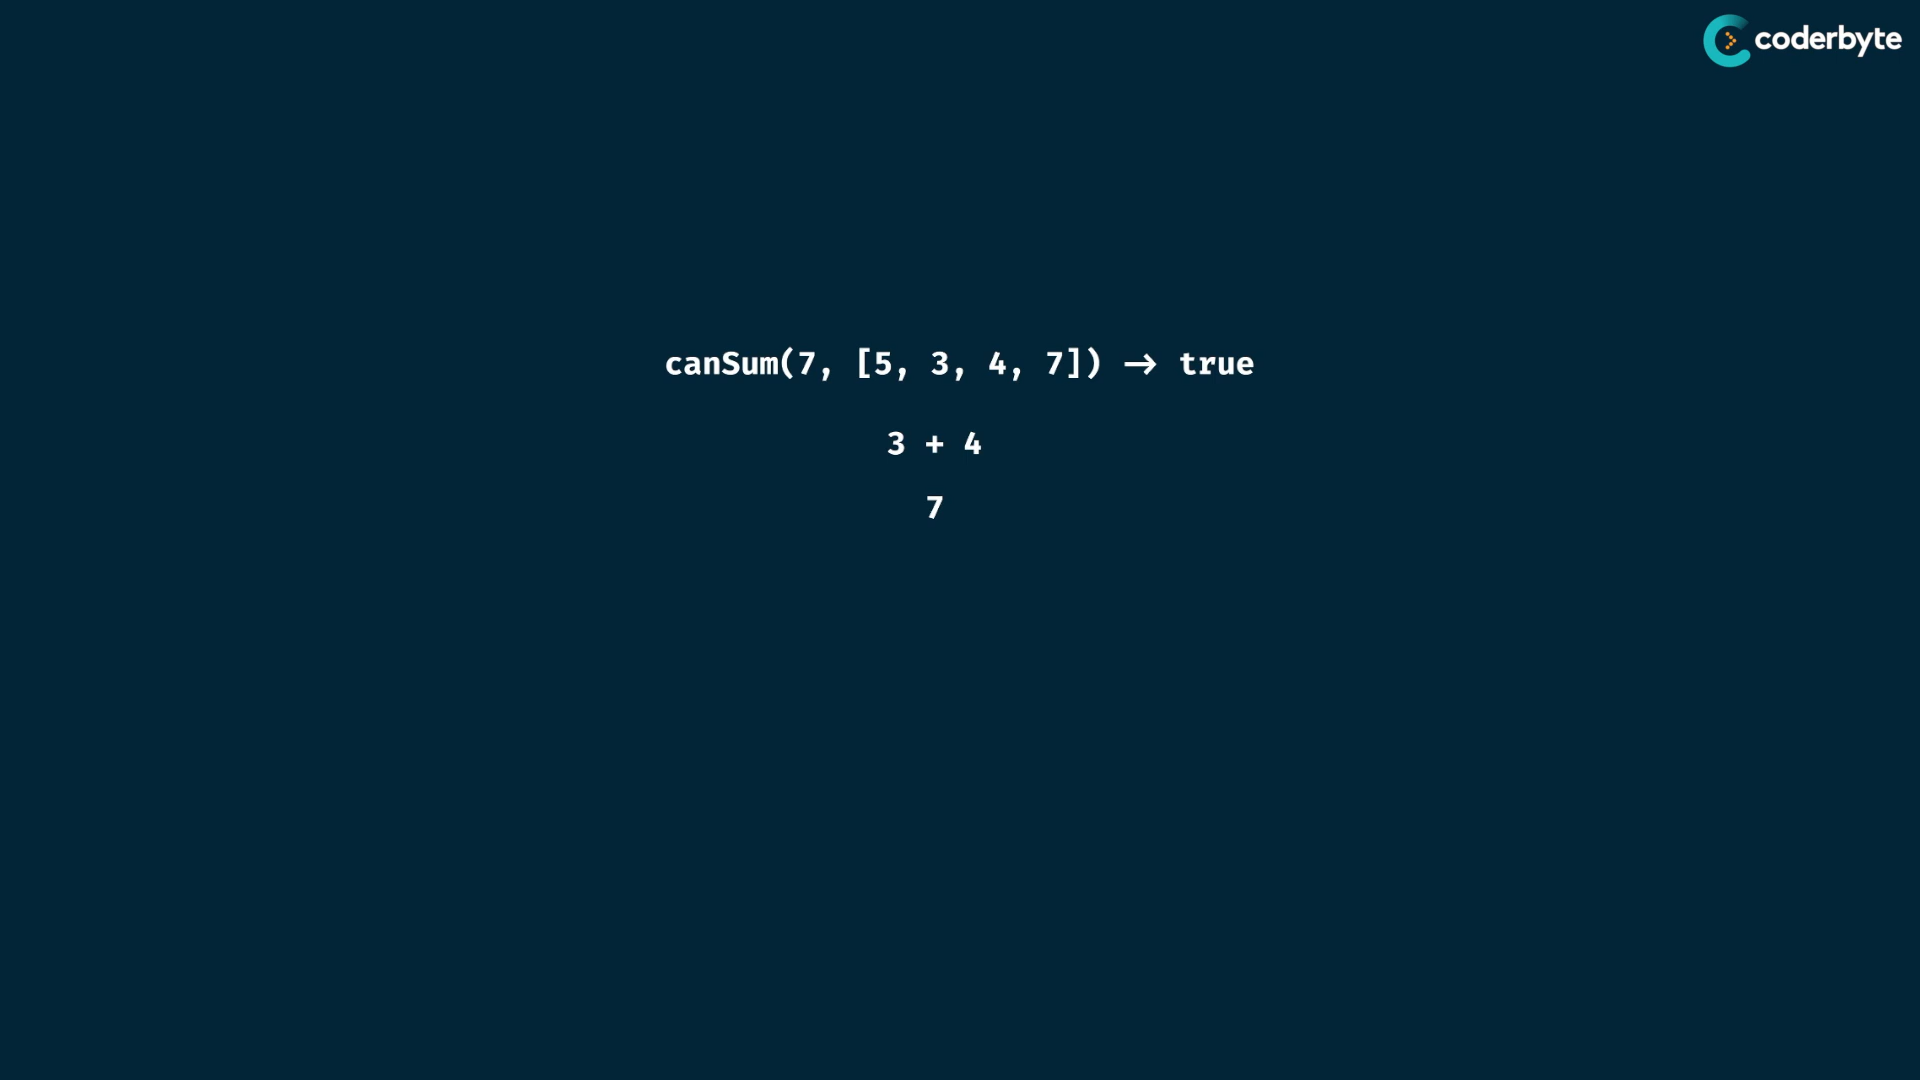 coderbyte
canSum(7, [5, 3, 4, 7]) → true
3 + 4
7